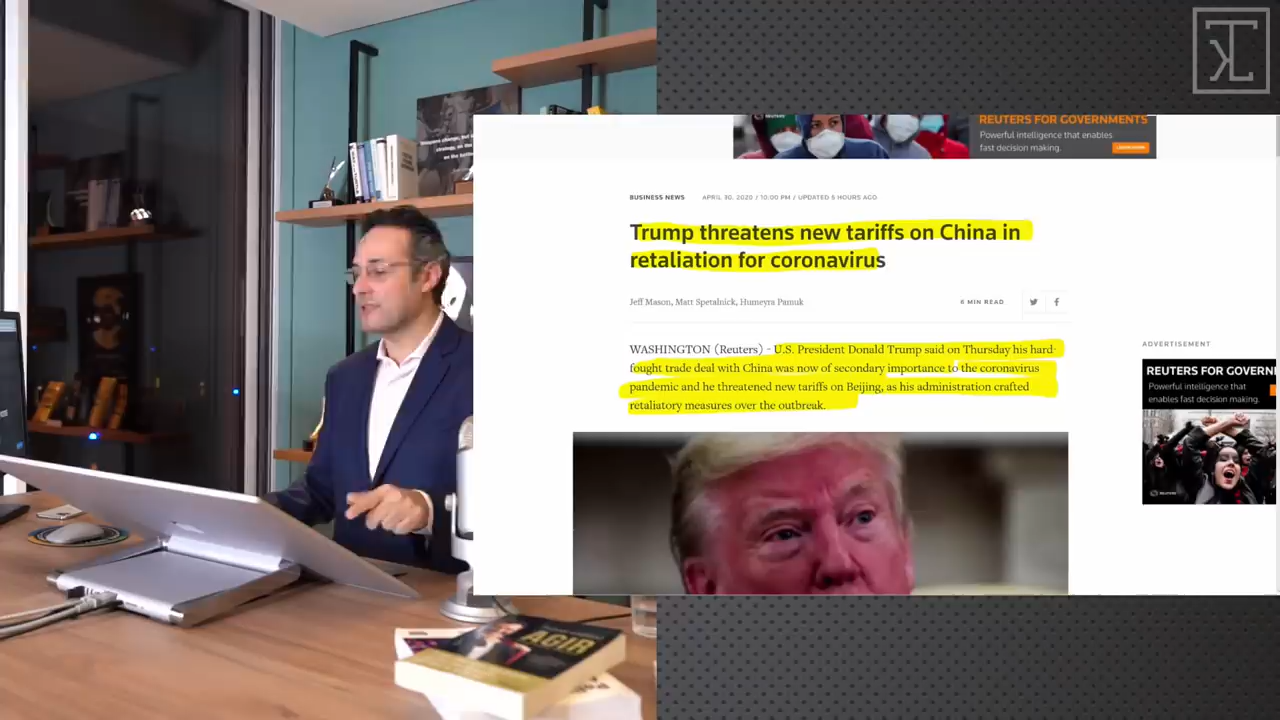 REUTERS
REUTERS FOR GOVERNMENTS
Powerful intelligence that enables
fast decision making.
BUSINESS NEWS APRIL 30, 2020 / 10:00 PM / UPDATED 5 HOURS AGO
Trump threatens new tariffs on China in
retaliation for coronavirus
Jeff Mason, Matt Spetalnick, Humeyra Pamuk
6 MIN READ
WASHINGTON (Reuters) - U.S. President Donald Trump said on Thursday his hard-
fought trade deal with China was now of secondary importance to the coronavirus
pandemic and he threatened new tariffs on Beijing, as his administration crafted
retaliatory measures over the outbreak.
ADVERTISEMENT
REUTERS FOR GOVERN
Powerful intelligence that
enables fast decision making.
REUTERS
AGIR